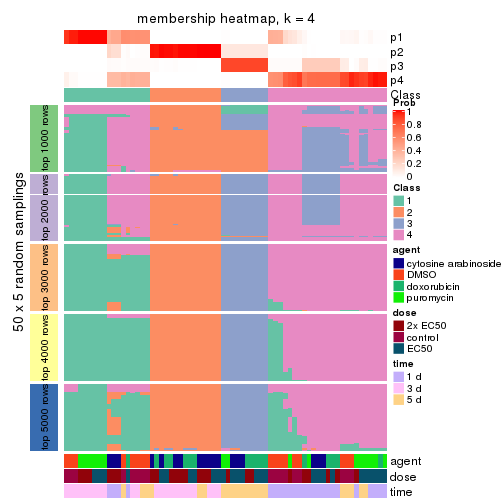 membership heatmap, k = 4
p1
p2
p3
p4
Class
50 x 5 random samplings
top 1000 rows
top 2000 rows
top 3000 rows
top 4000 rows
top 5000 rows
agent
dose
time
Prob
1
0.8
0.6
0.4
0.2
0
Class
1
2
3
4
agent
cytosine arabinoside
DMSO
doxorubicin
puromycin
dose
2x EC50
control
EC50
time
1 d
3 d
5 d